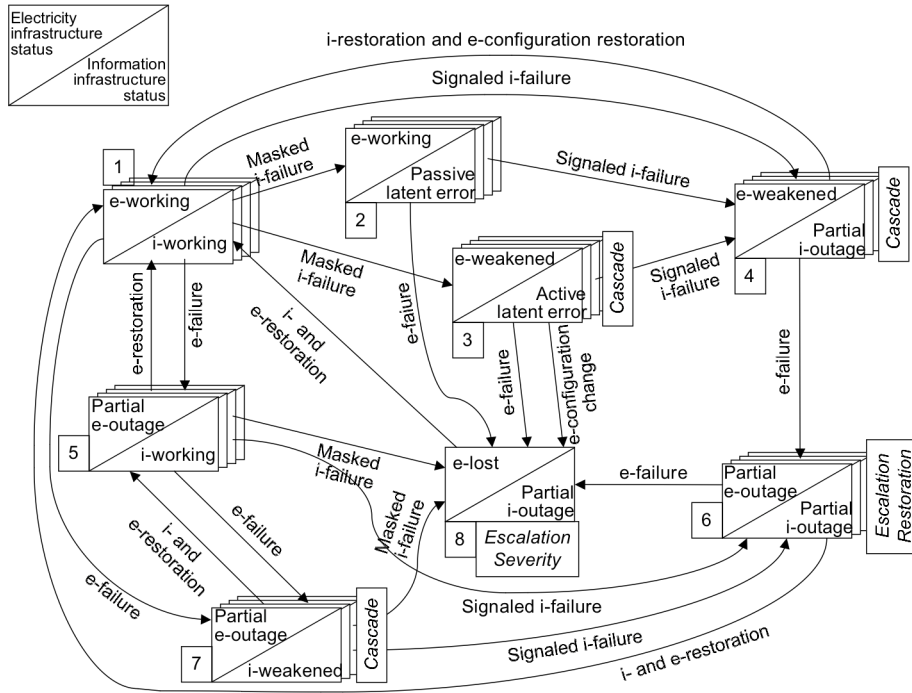 Electricity
infrastructure
status
Information
infrastructure
status
i-restoration and e-configuration restoration
Signaled i-failure
1
e-working
i-working
Masked
i-failure
e-working
Passive
latent error
2
Signaled i-failure
e-weakened
Partial
i-outage
Cascade
4
Masked
i-failure
e-weakened
Active
latent error
Cascade
3
Signaled
i-failure
e-restoration
e-failure
i- and
e-restoration
e-faiure
e-failure
e-configuration
change
e-failure
Partial
e-outage
i-working
5
Masked
i-failure
e-lost
Partial
i-outage
8
Escalation
Severity
e-failure
Partial
e-outage
Partial
i-outage
6
Escalation
Restoration
i- and
e-restoration
e-failure
Masked
i-failure
e-failure
Partial
e-outage
i-weakened
7
Cascade
Signaled i-failure
Signaled i-failure
i- and e-restoration